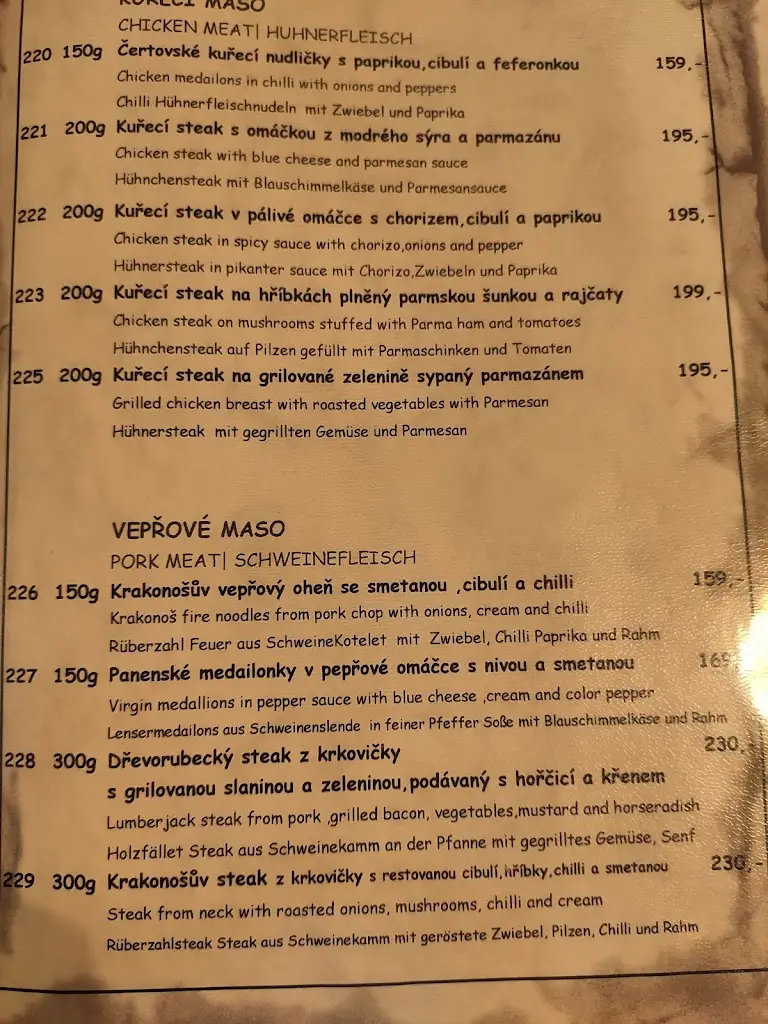 KUŘECÍ MASO
CHICKEN MEAT| HUHNERFLEISCH
220 150g Čertovské kuřecí nudličky s paprikou,cibulí a feferonkou 159,-
Chicken medailons in chilli with onions and peppers
Chilli Hühnerfleischnudeln mit Zwiebel und Paprika
221 200g Kuřecí steak s omáčkou z modrého sýra a parmazánu 195,-
Chicken steak with blue cheese and parmesan sauce
Hühnchensteak mit Blauschimmelkäse und Parmesansauce
222 200g Kuřecí steak v pálivé omáčce s chorizem,cibulí a paprikou 195,-
Chicken steak in spicy sauce with chorizo,onions and pepper
Hühnersteak in pikanter sauce mit Chorizo,Zwiebeln und Paprika
223 200g Kuřecí steak na hříbkách plněný parmskou šunkou a rajčaty 199,-
Chicken steak on mushrooms stuffed with Parma ham and tomatoes
Hühnchensteak auf Pilzen gefüllt mit Parmaschinken und Tomaten
225 200g Kuřecí steak na grilované zelenině sypaný parmazánem 195,-
Grilled chicken breast with roasted vegetables with Parmesan
Hühnersteak mit gegrillten Gemüse und Parmesan
VEPŘOVÉ MASO
PORK MEAT| SCHWEINEFLEISCH
226 150g Krakonošův vepřový oheň se smetanou ,cibulí a chilli 159,-
Krakonoš fire noodles from pork chop with onions, cream and chilli
Rüberzahl Feuer aus SchweineKotelet mit Zwiebel, Chilli Paprika und Rahm
227 150g Panenské medailonky v pepřové omáčce s nivou a smetanou 169,
Virgin medallions in pepper sauce with blue cheese ,cream and color pepper
Lensermedailons aus Schweinenslende in feiner Pfeffer Soße mit Blauschimmelkäse und Rahm
228 300g Dřevorubecký steak z krkovičky 230,-
s grilovanou slaninou a zeleninou,podávaný s hořčicí a křenem
Lumberjack steak from pork ,grilled bacon, vegetables,mustard and horseradish
Holzfället Steak aus Schweinekamm an der Pfanne mit gegrilltes Gemüse, Senf
229 300g Krakonošův steak z krkovičky s restovanou cibulí,hříbky,chilli a smetanou 230,-
Steak from neck with roasted onions, mushrooms, chilli and cream
Rüberzahlsteak Steak aus Schweinekamm mit geröstete Zwiebel, Pilzen, Chilli und Rahm